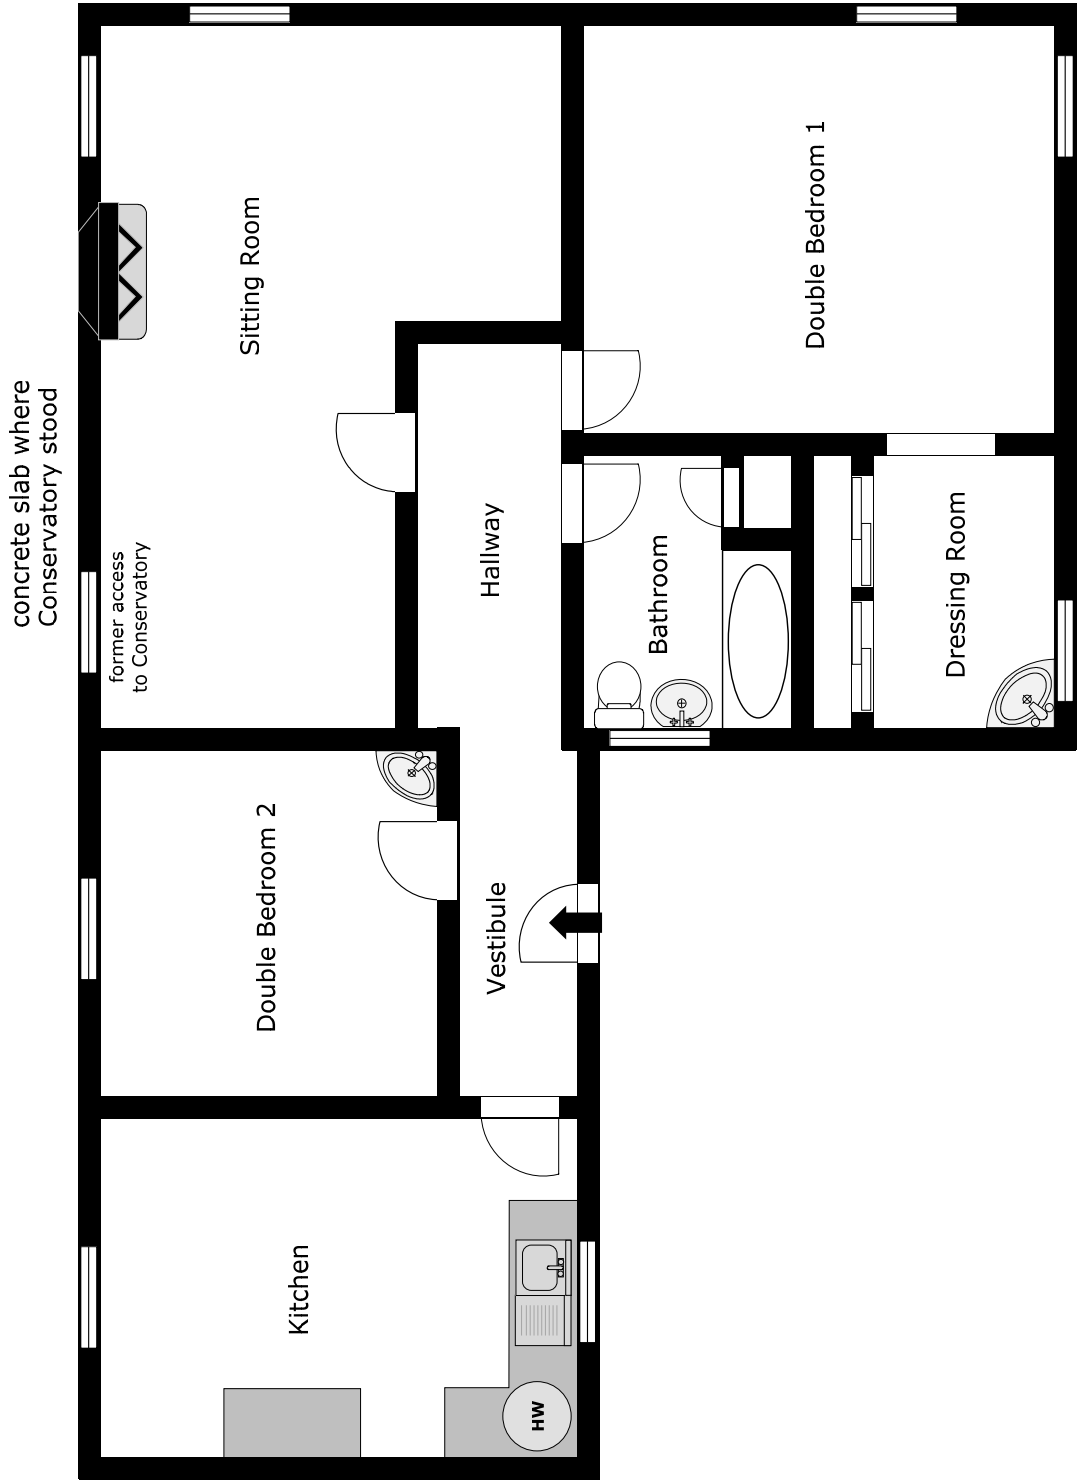 concrete slab where
Conservatory stood
former access
to Conservatory
Sitting Room
Double Bedroom 1
Hallway
Bathroom
Dressing Room
Double Bedroom 2
Vestibule
Kitchen
HW